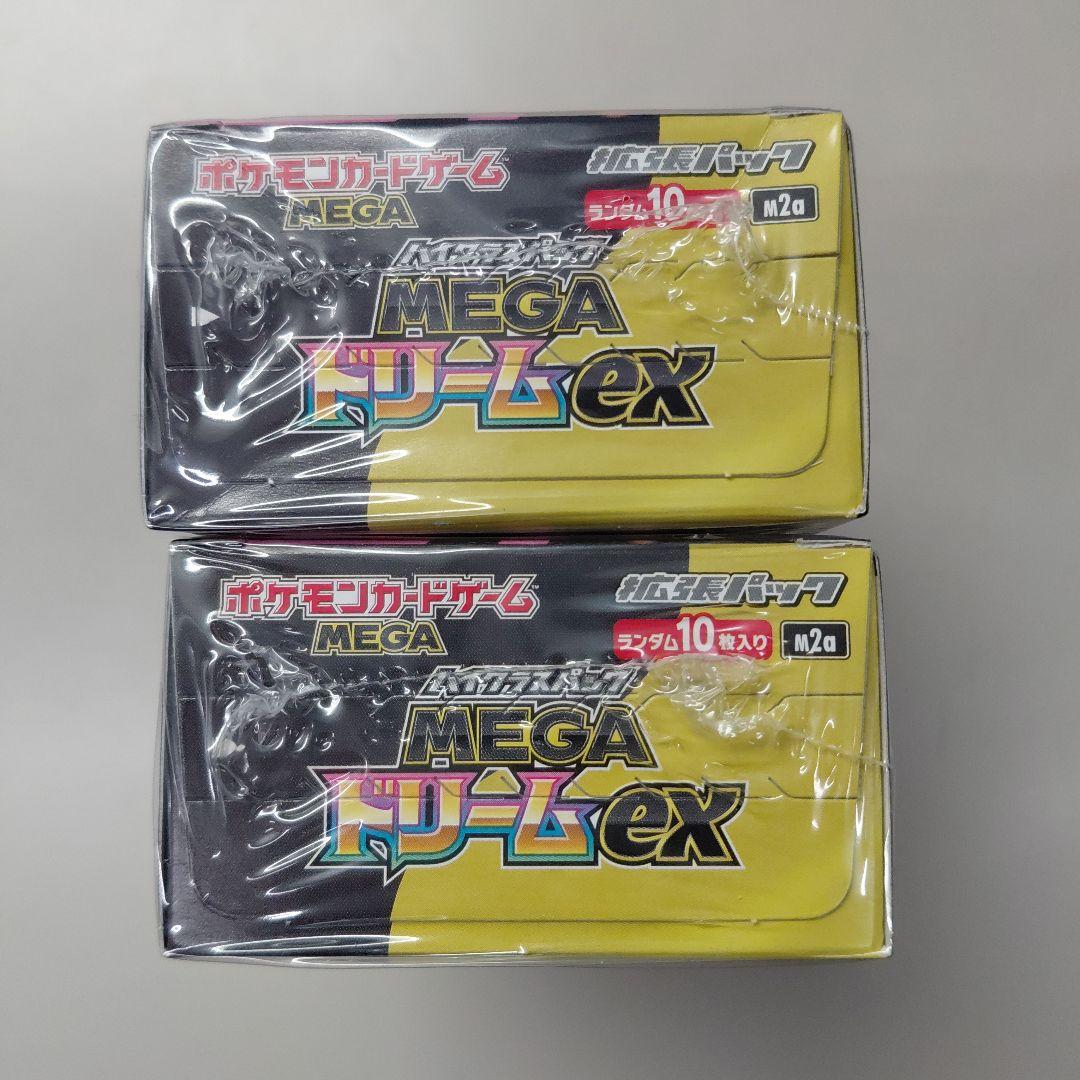 ポケモンカードゲーム
MEGA
拡張パック
ランダム10
M2a
ハイクラスパック
MEGA
ドリームex
ポケモンカードゲーム
MEGA
拡張パック
ランダム10枚入り
M2a
ハイクラスパック
MEGA
ドリームex